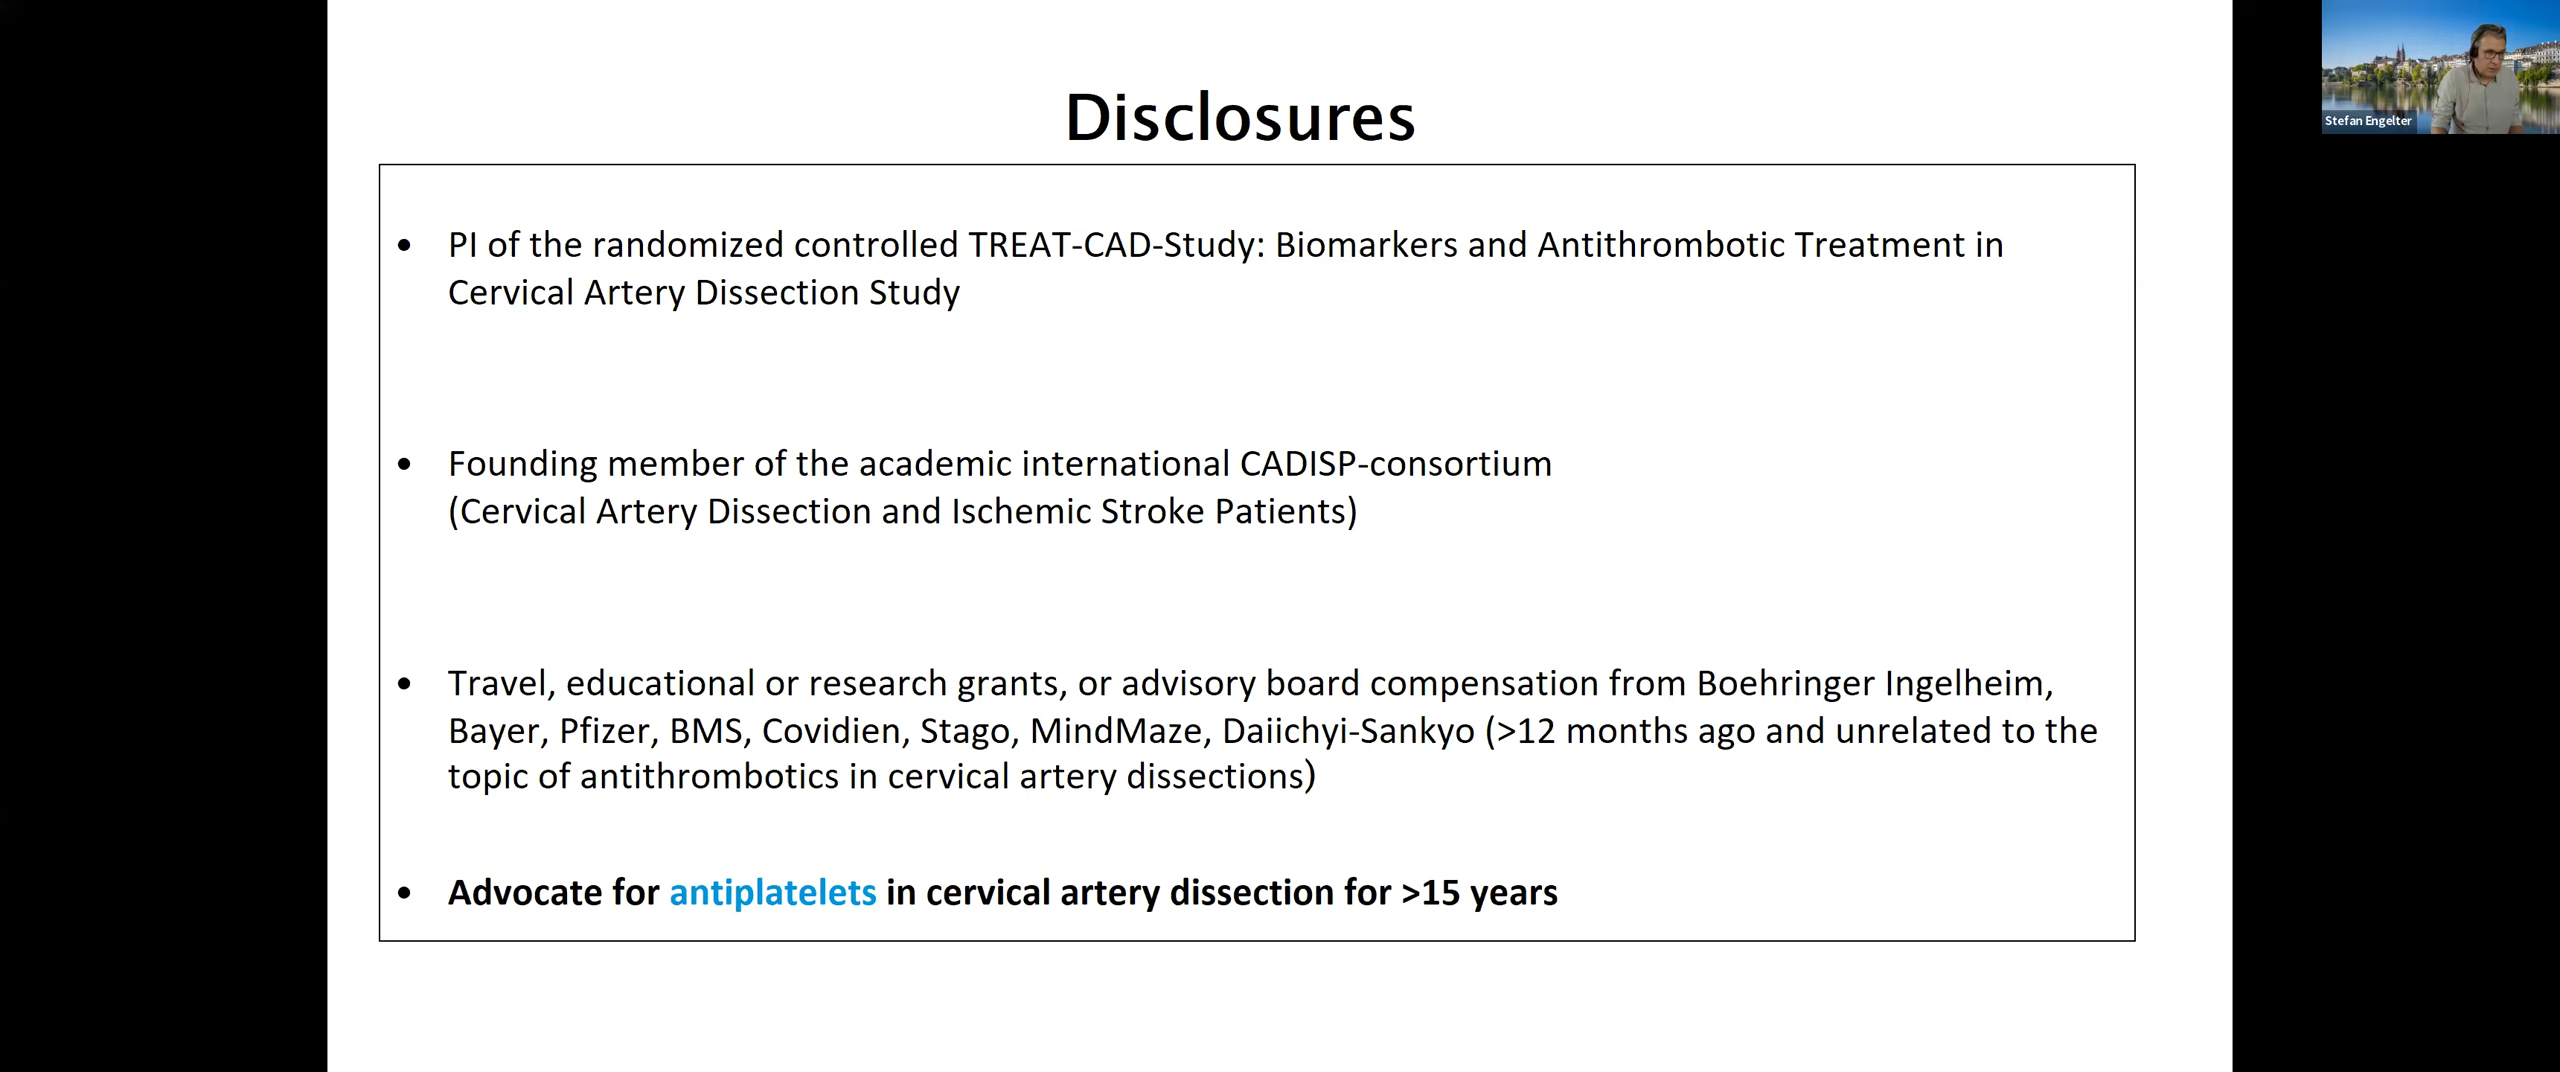 Disclosures
Stefan Engelter
• PI of the randomized controlled TREAT-CAD-Study: Biomarkers and Antithrombotic Treatment in
Cervical Artery Dissection Study
• Founding member of the academic international CADISP-consortium
(Cervical Artery Dissection and Ischemic Stroke Patients)
• Travel, educational or research grants, or advisory board compensation from Boehringer Ingelheim,
Bayer, Pfizer, BMS, Covidien, Stago, MindMaze, Daiichyi-Sankyo (>12 months ago and unrelated to the
topic of antithrombotics in cervical artery dissections)
• Advocate for antiplatelets in cervical artery dissection for >15 years